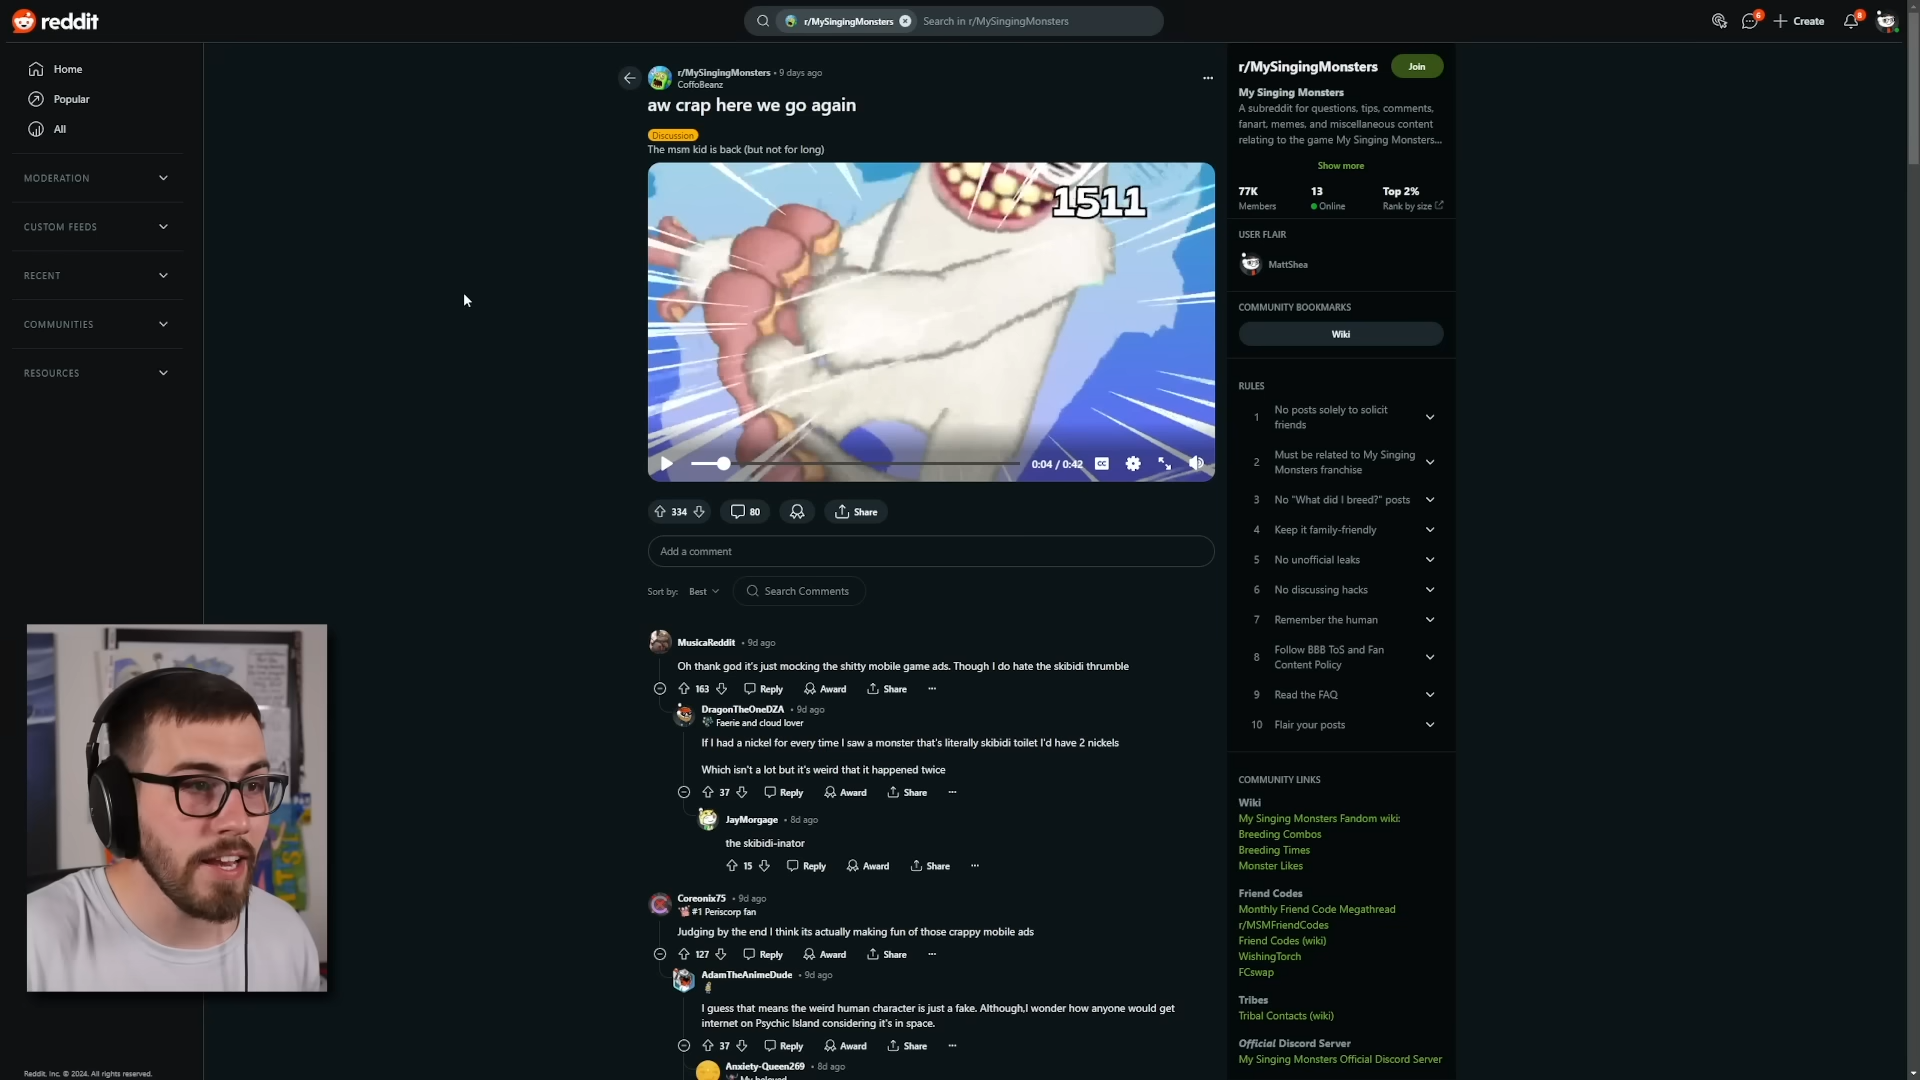 reddit
r/MySingingMonsters
Search in r/MySingingMonsters
6
Create
8
Home
Popular
All
MODERATION
CUSTOM FEEDS
RECENT
COMMUNITIES
RESOURCES
Reddit, Inc. © 2024. All rights reserved.
r/MySingingMonsters • 9 days ago
CoffoBeanz
aw crap here we go again
Discussion
The msm kid is back (but not for long)
1511
0:04 / 0:42
CC
334
80
Share
Add a comment
Sort by: Best
Search Comments
MusicaReddit • 9d ago
Oh thank god it's just mocking the shitty mobile game ads. Though I do hate the skibidi thrumble
163 Reply Award Share
DragonTheOneDZA • 9d ago
Faerie and cloud lover
If I had a nickel for every time I saw a monster that's literally skibidi toilet I'd have 2 nickels
Which isn't a lot but it's weird that it happened twice
37 Reply Award Share
JayMorgage • 8d ago
the skibidi-inator
15 Reply Award Share
Coreonix75 • 9d ago
#1 Periscorp fan
Judging by the end I think its actually making fun of those crappy mobile ads
127 Reply Award Share
AdamTheAnimeDude • 9d ago
I guess that means the weird human character is just a fake. Although,I wonder how anyone would get
internet on Psychic Island considering it's in space.
37 Reply Award Share
Anxiety-Queen269 • 8d ago
My beloved
r/MySingingMonsters
Join
My Singing Monsters
A subreddit for questions, tips, comments,
fanart, memes, and miscellaneous content
relating to the game My Singing Monsters...
Show more
77K
Members
13
Online
Top 2%
Rank by size
USER FLAIR
MattShea
COMMUNITY BOOKMARKS
Wiki
RULES
1 No posts solely to solicit
friends
2 Must be related to My Singing
Monsters franchise
3 No "What did I breed?" posts
4 Keep it family-friendly
5 No unofficial leaks
6 No discussing hacks
7 Remember the human
8 Follow BBB ToS and Fan
Content Policy
9 Read the FAQ
10 Flair your posts
COMMUNITY LINKS
Wiki
My Singing Monsters Fandom wiki:
Breeding Combos
Breeding Times
Monster Likes
Friend Codes
Monthly Friend Code Megathread
r/MSMFriendCodes
Friend Codes (wiki)
WishingTorch
FCswap
Tribes
Tribal Contacts (wiki)
Official Discord Server
My Singing Monsters Official Discord Server